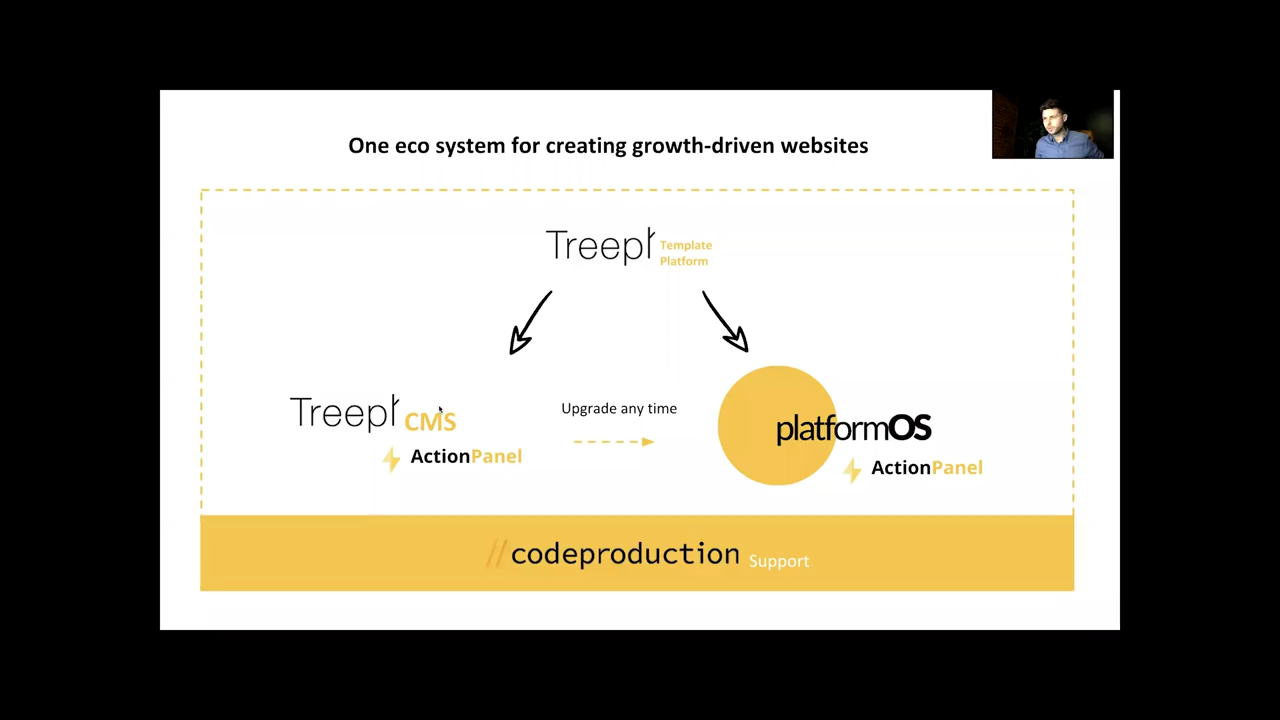 One eco system for creating growth-driven websites
Treepl Template
Platform
Treepl CMS
ActionPanel
Upgrade any time
platformOS
ActionPanel
//codeproduction Support